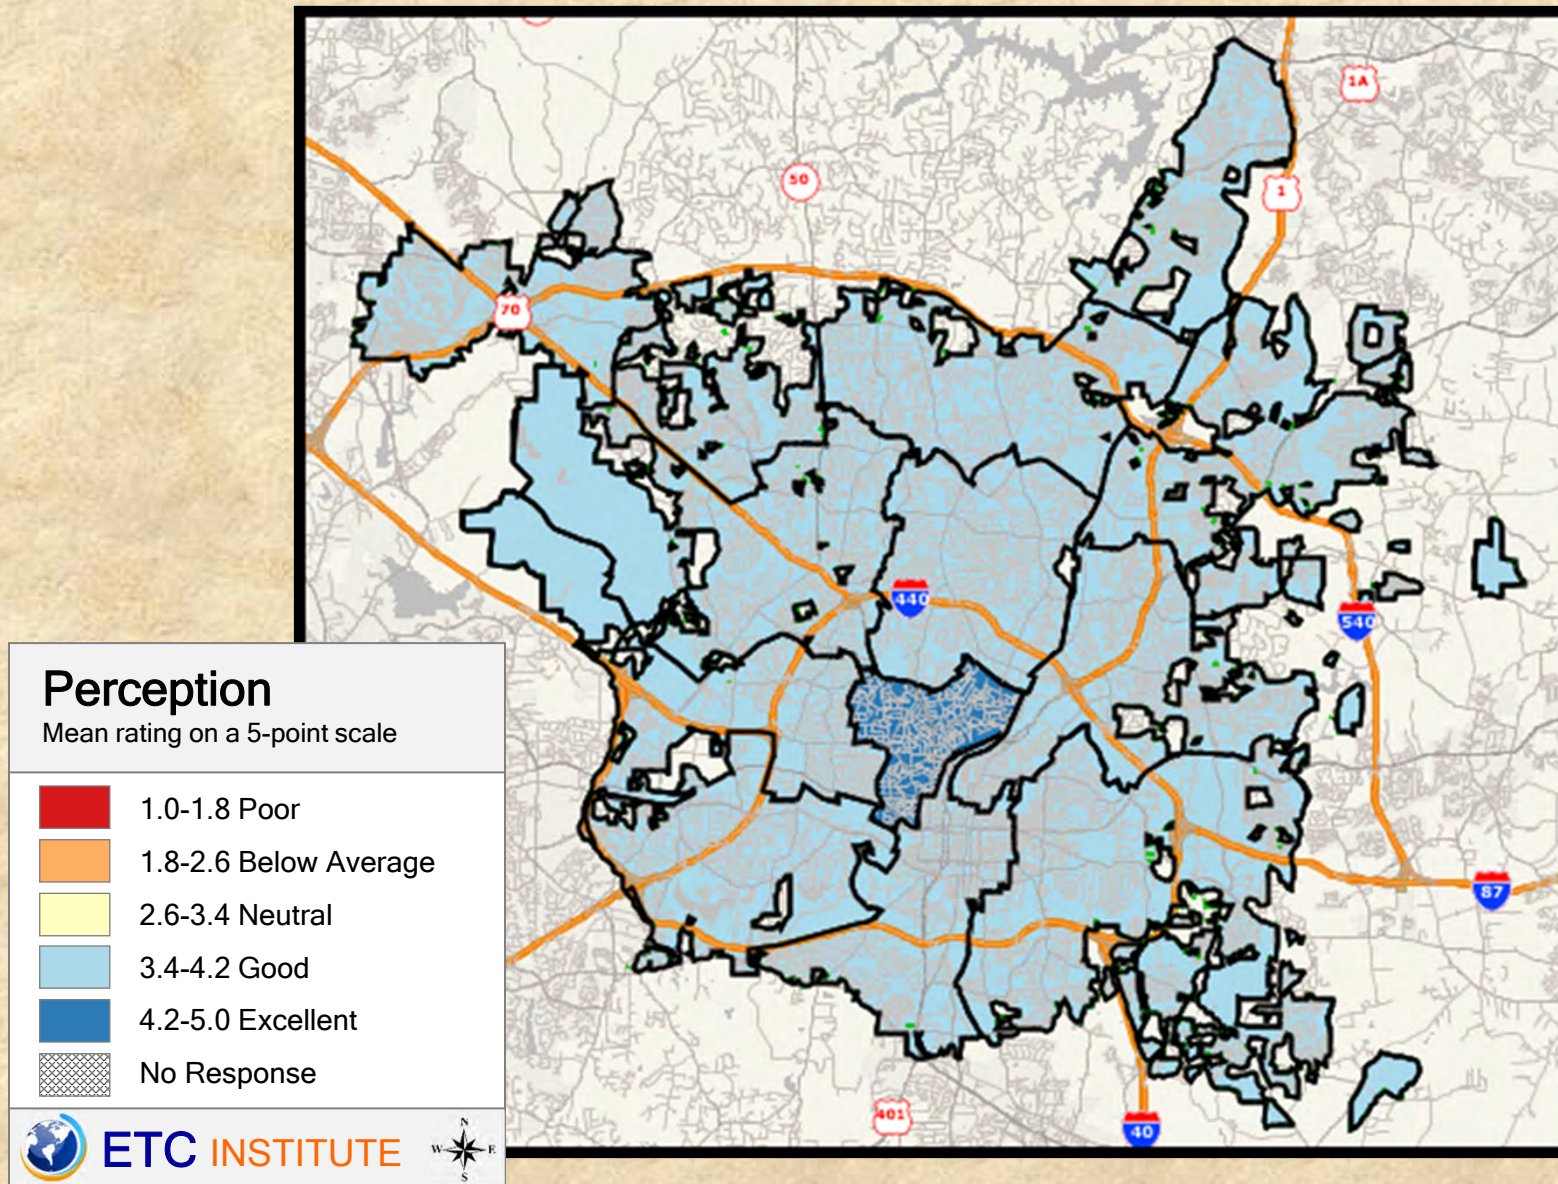 1A
50
1
70
440
540
87
401
40
Perception
Mean rating on a 5-point scale
1.0-1.8 Poor
1.8-2.6 Below Average
2.6-3.4 Neutral
3.4-4.2 Good
4.2-5.0 Excellent
No Response
ETC INSTITUTE
N
W E
S